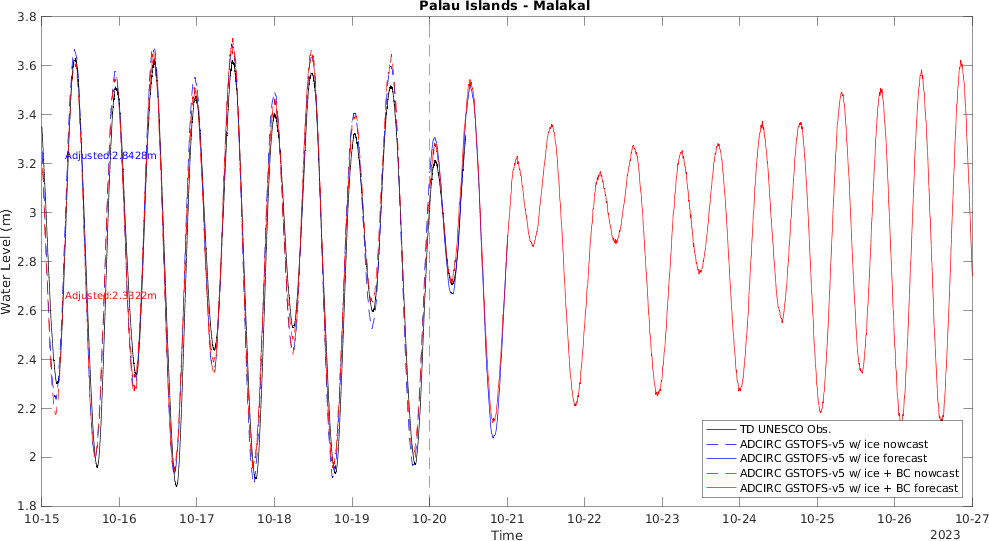 Palau Islands - Malakal
3.8
3.6
3.4
3.2
3
2.8
2.6
2.4
2.2
2
1.8
Water Level (m)
Adjusted:2.8428m
Adjusted:2.3322m
TD UNESCO Obs.
ADCIRC GSTOFS-v5 w/ ice nowcast
ADCIRC GSTOFS-v5 w/ ice forecast
ADCIRC GSTOFS-v5 w/ ice + BC nowcast
ADCIRC GSTOFS-v5 w/ ice + BC forecast
10-15 10-16 10-17 10-18 10-19 10-20 10-21 10-22 10-23 10-24 10-25 10-26 10-27
Time
2023